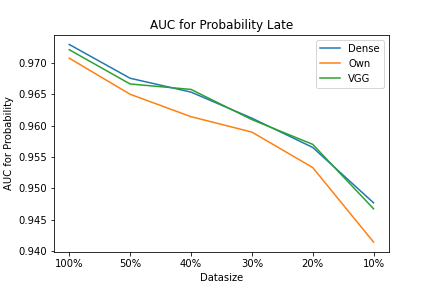 AUC for Probability Late
Dense
Own
VGG
AUC for Probability
0.970
0.965
0.960
0.955
0.950
0.945
0.940
100% 50% 40% 30% 20% 10%
Datasize